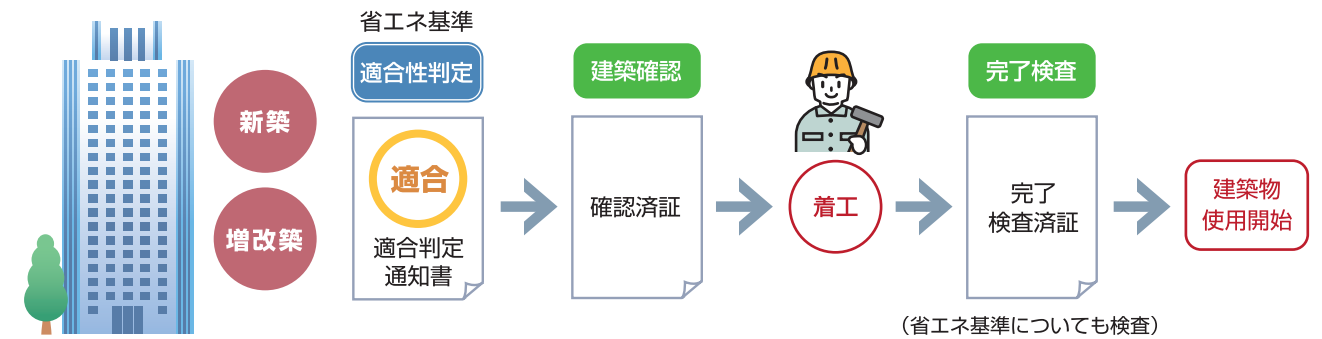 新築
増改築
省エネ基準
適合性判定
適合
適合判定
通知書
建築確認
確認済証
着工
完了検査
完了
検査済証
（省エネ基準についても検査）
建築物
使用開始